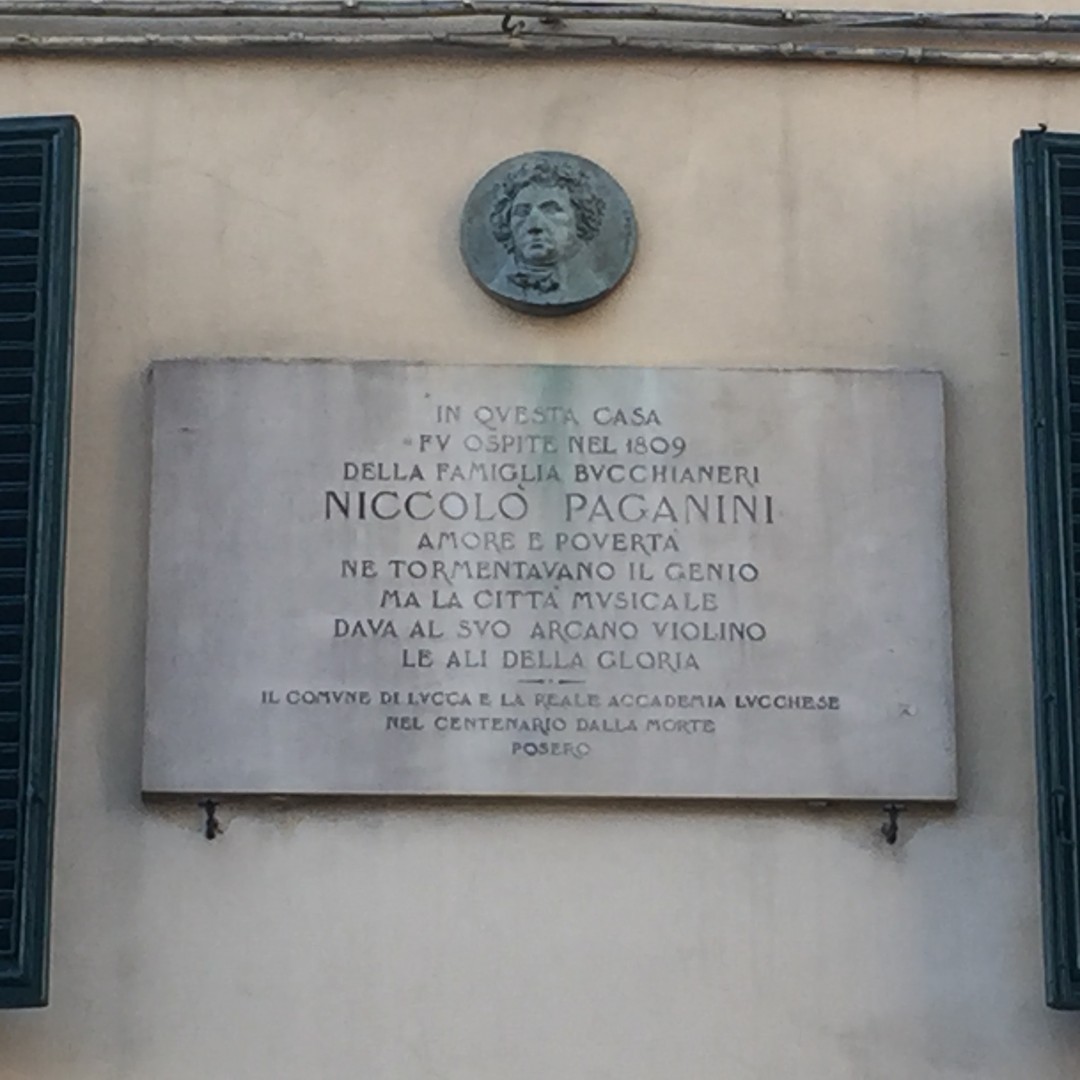 IN QVESTA CASA
FV OSPITE NEL 1809
DELLA FAMIGLIA BVCCHIANERI
NICCOLÒ PAGANINI
AMORE E POVERTÀ
NE TORMENTAVANO IL GENIO
MA LA CITTÀ MVSICALE
DAVA AL SVO ARCANO VIOLINO
LE ALI DELLA GLORIA
IL COMVNE DI LVCCA E LA REALE ACCADEMIA LVCCHESE
NEL CENTENARIO DALLA MORTE
POSERO